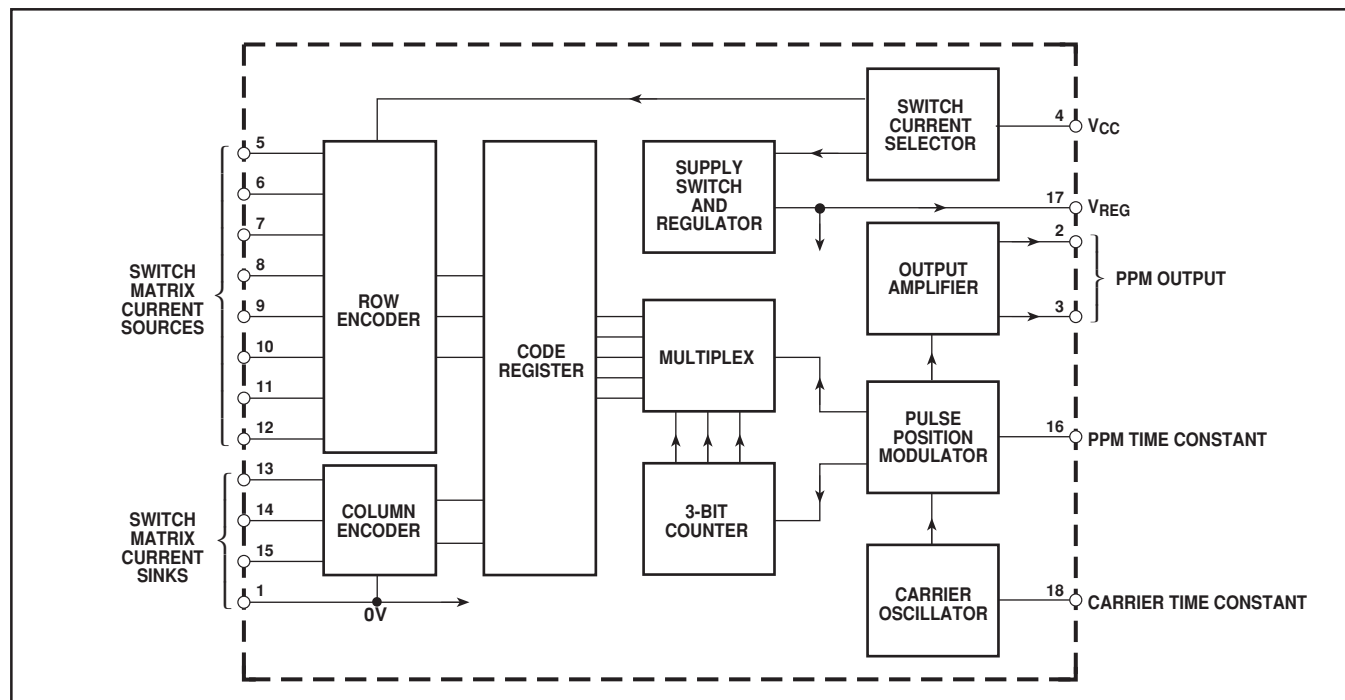 SWITCH
CURRENT
SELECTOR
4
VCC
5
6
7
8
9
10
11
12
SWITCH
MATRIX
CURRENT
SOURCES
ROW
ENCODER
CODE
REGISTER
SUPPLY
SWITCH
AND
REGULATOR
17
VREG
2
3
OUTPUT
AMPLIFIER
PPM OUTPUT
MULTIPLEX
PULSE
POSITION
MODULATOR
16
PPM TIME CONSTANT
13
14
15
1
SWITCH
MATRIX
CURRENT
SINKS
COLUMN
ENCODER
0V
3-BIT
COUNTER
CARRIER
OSCILLATOR
18
CARRIER TIME CONSTANT